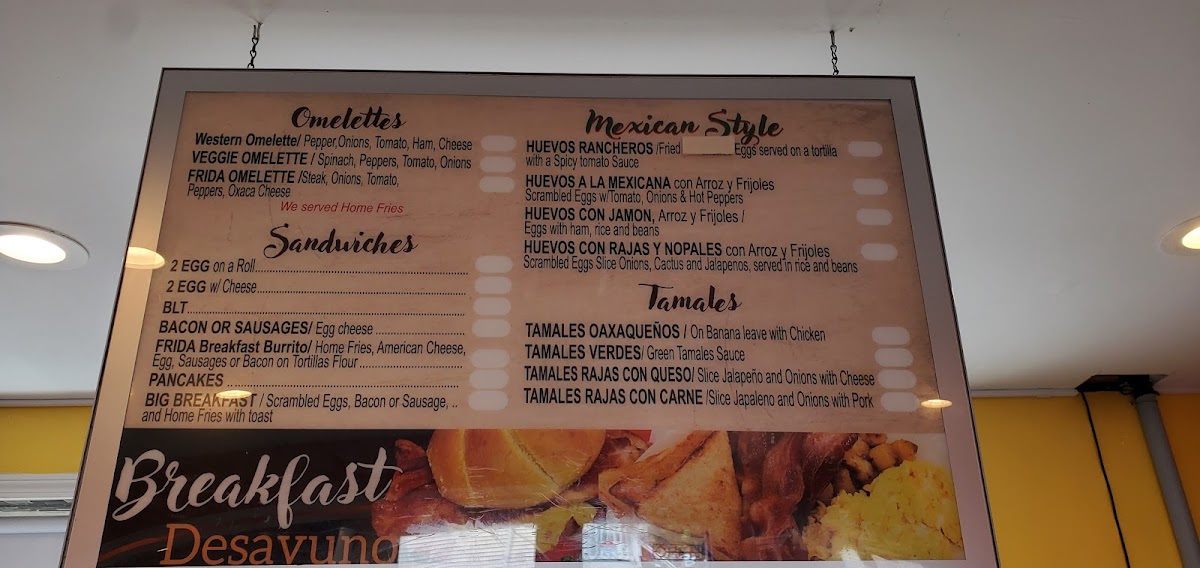 Omelettes
Western Omelette/ Pepper,Onions, Tomato, Ham, Cheese
VEGGIE OMELETTE / Spinach, Peppers, Tomato, Onions
FRIDA OMELETTE /Steak, Onions, Tomato,
Peppers, Oxaca Cheese
We served Home Fries
Sandwiches
2 EGG on a Roll
2 EGG w/ Cheese
BLT
BACON OR SAUSAGES/ Egg cheese
FRIDA Breakfast Burrito/ Home Fries, American Cheese,
Egg, Sausages or Bacon on Tortillas Flour
PANCAKES
BIG BREAKFAST / Scrambled Eggs, Bacon or Sausage, ..
and Home Fries with toast
Mexican Style
HUEVOS RANCHEROS /Fried Eggs served on a tortilla
with a Spicy tomato Sauce
HUEVOS A LA MEXICANA con Arroz y Frijoles
Scrambled Eggs w/Tomato, Onions & Hot Peppers
HUEVOS CON JAMON, Arroz y Frijoles /
Eggs with ham, rice and beans
HUEVOS CON RAJAS Y NOPALES con Arroz y Frijoles
Scrambled Eggs Slice Onions, Cactus and Jalapenos, served in rice and beans
Tamales
TAMALES OAXAQUEÑOS / On Banana leave with Chicken
TAMALES VERDES/ Green Tamales Sauce
TAMALES RAJAS CON QUESO/ Slice Jalapeño and Onions with Cheese
TAMALES RAJAS CON CARNE /Slice Japaleno and Onions with Pork
Breakfast
Desayuno